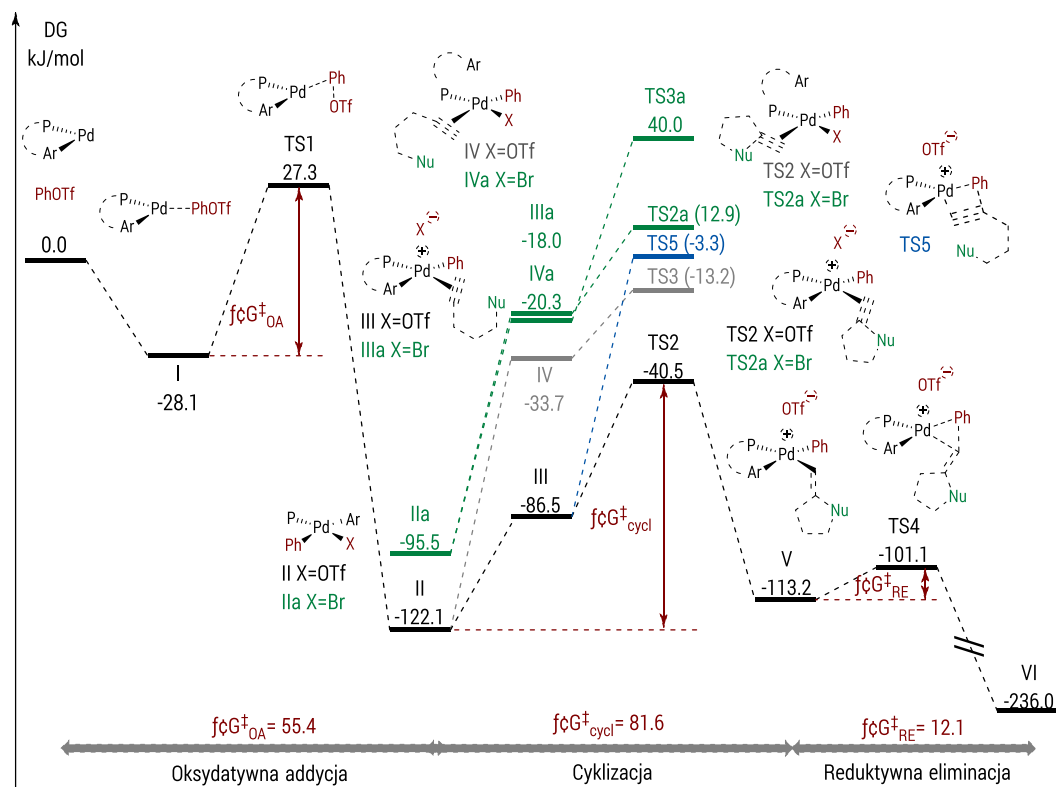 DG
kJ/mol
P
Pd
Ar
PhOTf
0.0
P
Pd
PhOTf
Ar
I
-28.1
P
Pd
Ph
Ar
OTf
TS1
27.3
ƒ¢G‡OA
Ar
P
Pd
Ph
X
Nu
IV X=OTf
IVa X=Br
X⊖
⊕
P
Pd
Ph
Ar
Nu
III X=OTf
IIIa X=Br
P
Ar
Pd
Ph
X
II X=OTf
IIa X=Br
IIa
-95.5
II
-122.1
IIIa
-18.0
IVa
-20.3
IV
-33.7
III
-86.5
TS3a
40.0
TS2a (12.9)
TS5 (-3.3)
TS3 (-13.2)
TS2
-40.5
ƒ¢G‡cycl
Ar
P
Pd
Ph
X
Nu
TS2 X=OTf
TS2a X=Br
OTf⊖
⊕
P
Pd
Ph
Ar
Nu
TS5
X⊖
⊕
P
Pd
Ph
Ar
Nu
TS2 X=OTf
TS2a X=Br
OTf⊖
⊕
P
Pd
Ph
Ar
Nu
OTf⊖
⊕
P
Pd
Ph
Ar
Nu
V
-113.2
TS4
-101.1
ƒ¢G‡RE
VI
-236.0
ƒ¢G‡OA = 55.4
ƒ¢G‡cycl = 81.6
ƒ¢G‡RE = 12.1
Oksydatywna addycja
Cyklizacja
Reduktywna eliminacja